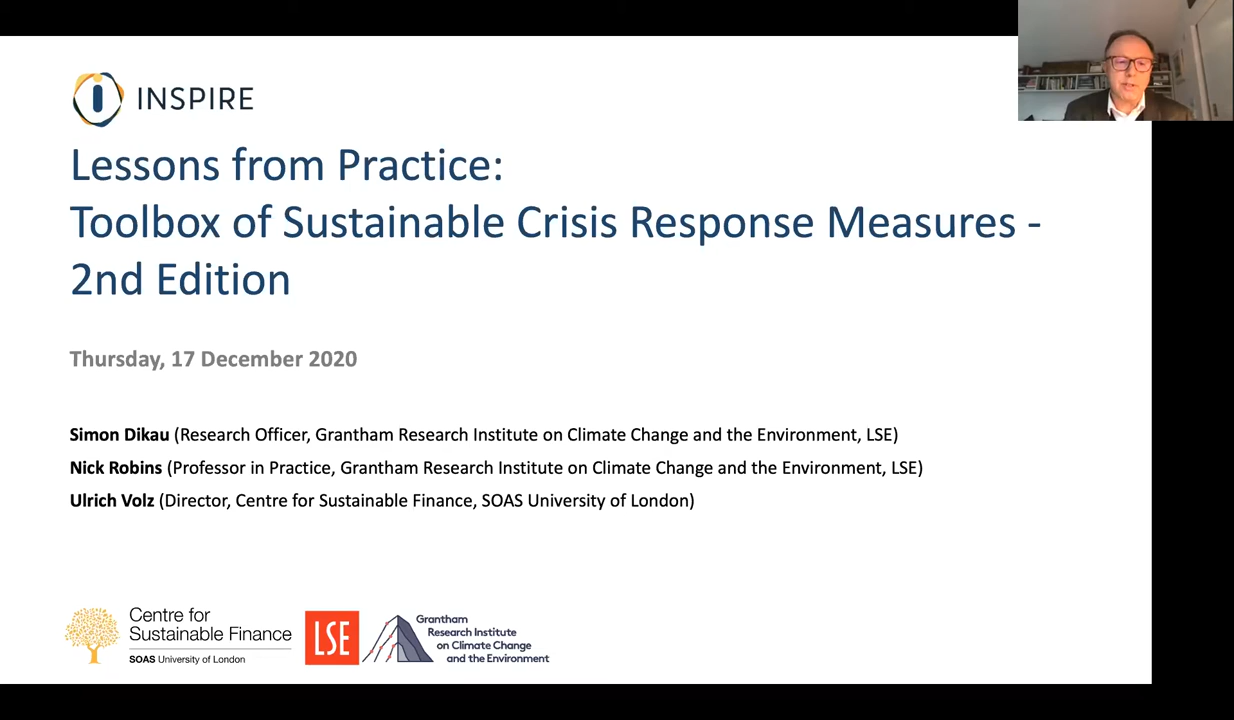 INSPIRE
Lessons from Practice:
Toolbox of Sustainable Crisis Response Measures -
2nd Edition
Thursday, 17 December 2020
Simon Dikau (Research Officer, Grantham Research Institute on Climate Change and the Environment, LSE)
Nick Robins (Professor in Practice, Grantham Research Institute on Climate Change and the Environment, LSE)
Ulrich Volz (Director, Centre for Sustainable Finance, SOAS University of London)
Centre for
Sustainable Finance
SOAS University of London
LSE
Grantham
Research Institute
on Climate Change
and the Environment